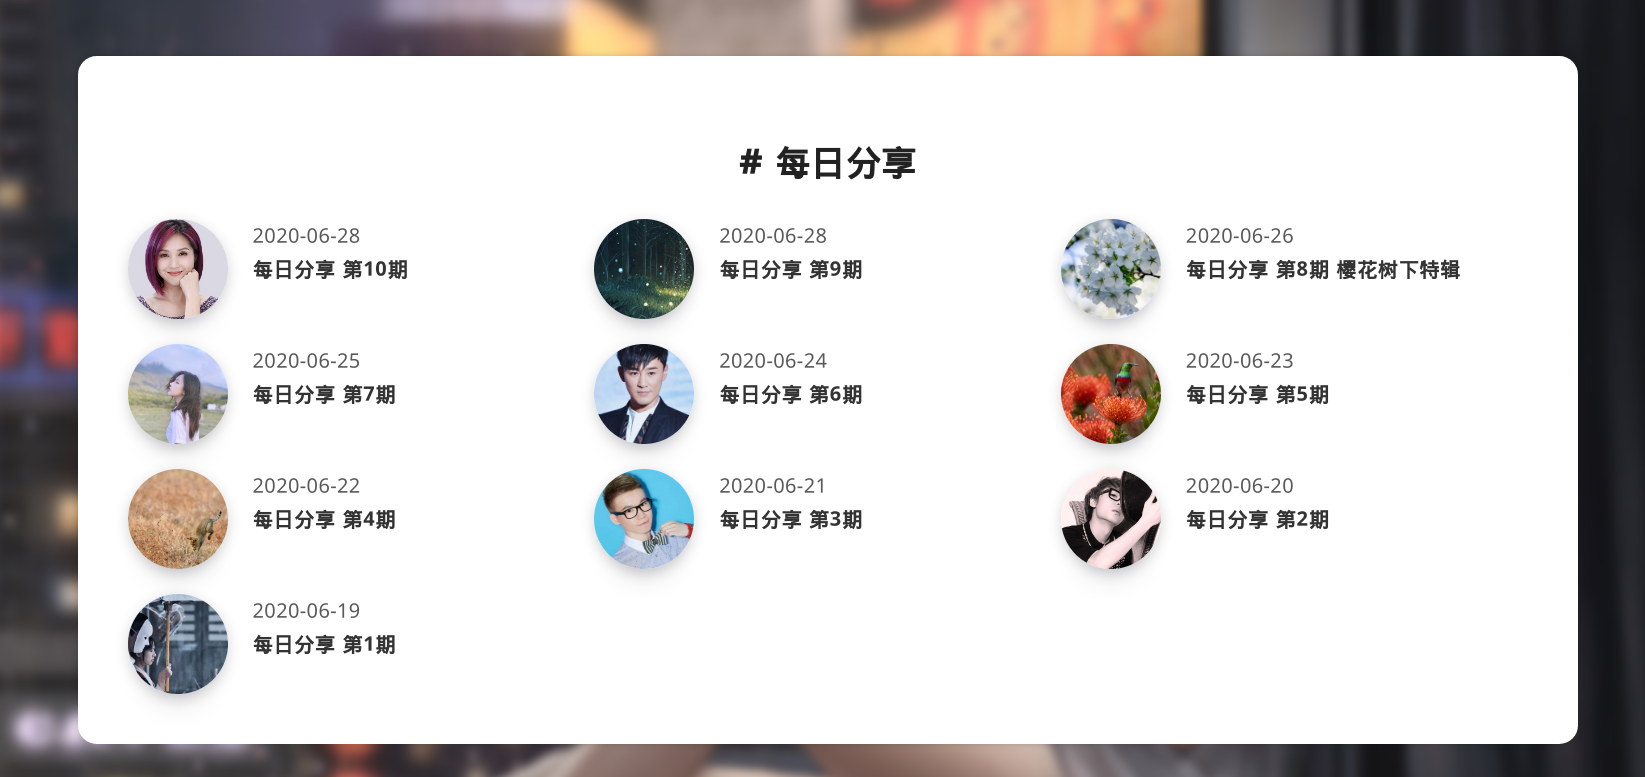 # 每日分享
2020-06-28
每日分享 第10期
2020-06-28
每日分享 第9期
2020-06-26
每日分享 第8期 樱花树下特辑
2020-06-25
每日分享 第7期
2020-06-24
每日分享 第6期
2020-06-23
每日分享 第5期
2020-06-22
每日分享 第4期
2020-06-21
每日分享 第3期
2020-06-20
每日分享 第2期
2020-06-19
每日分享 第1期